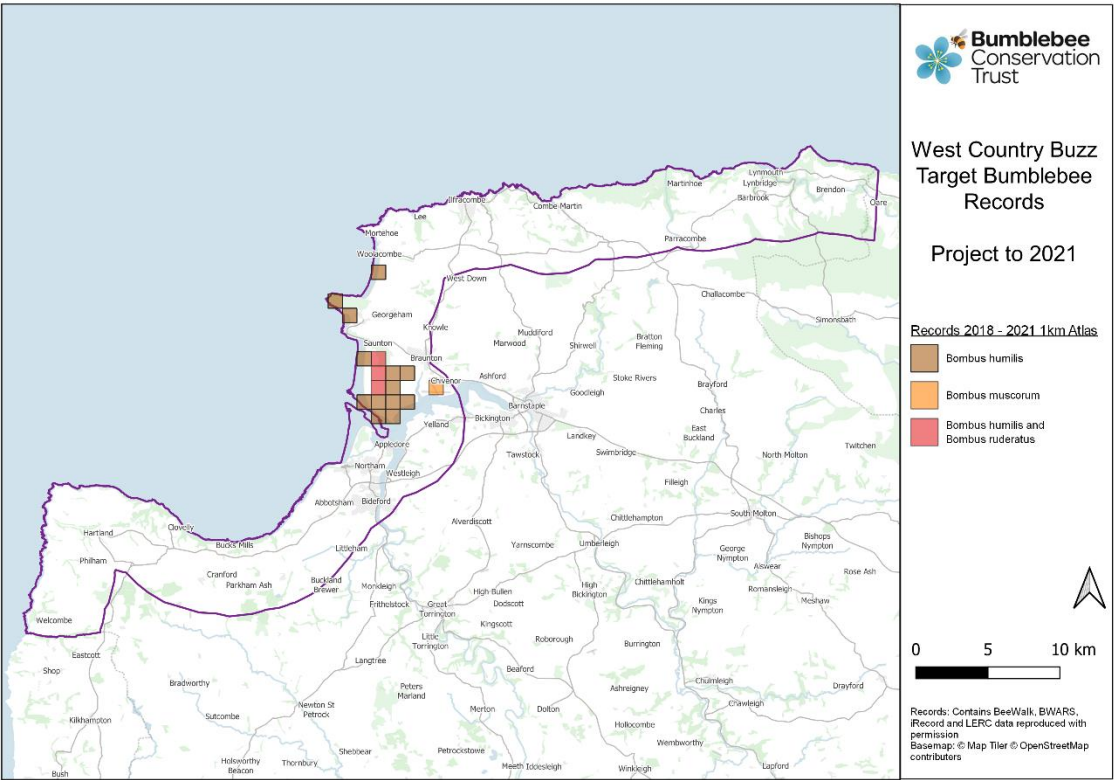 Bumblebee
Conservation
Trust
West Country Buzz
Target Bumblebee
Records
Project to 2021
Records 2018 - 2021 1km Atlas
Bombus humilis
Bombus muscorum
Bombus humilis and
Bombus ruderatus
0 5 10 km
Records: Contains BeeWalk, BWARS,
iRecord and LERC data reproduced with
permission
Basemap: © Map Tiler © OpenStreetMap
contributors
Lynmouth
Martinhoe
Lynbridge
Brendon
Barbrook
Oare
Ilfracombe
Combe Martin
Lee
Mortehoe
Parracombe
Woolacombe
West Down
Challacombe
Georgeham
Simonsbath
Knowle
Muddiford
Marwood
Bratton
Fleming
Saunton
Shirwell
Braunton
Ashford
Stoke Rivers
Chivenor
Brayford
Goodleigh
Barnstaple
Charles
Bickington
Yelland
East
Buckland
Landkey
Appledore
Twitchen
Tawstock
Swimbridge
North Molton
Northam
Westleigh
Filleigh
Abbotsham
Bideford
South Molton
Alverdiscott
Chittlehampton
Clovelly
Hartland
Bucks Mills
Bishops
Nympton
Yarnscombe
Umberleigh
Littleham
George
Nympton
Philham
Alswear
Rose Ash
Cranford
Parkham Ash
Buckland
Brewer
Monkleigh
High Bullen
High
Bickington
Chittlehamholt
Romansleigh
Frithelstock
Great
Torrington
Dodscott
Kings
Nympton
Meshaw
Welcombe
Kingscott
Little
Torrington
Roborough
Burrington
Eastcott
Langtree
Shop
Beaford
Bradworthy
Peters
Marland
Ashreigney
Chulmleigh
Drayford
Newton St
Petrock
Merton
Dolton
Chawleigh
Sutcombe
Kilkhampton
Hollocombe
Wembworthy
Shebbear
Petrockstowe
Holsworthy
Beacon
Thornbury
Meeth
Iddesleigh
Winkleigh
Lapford
Bush